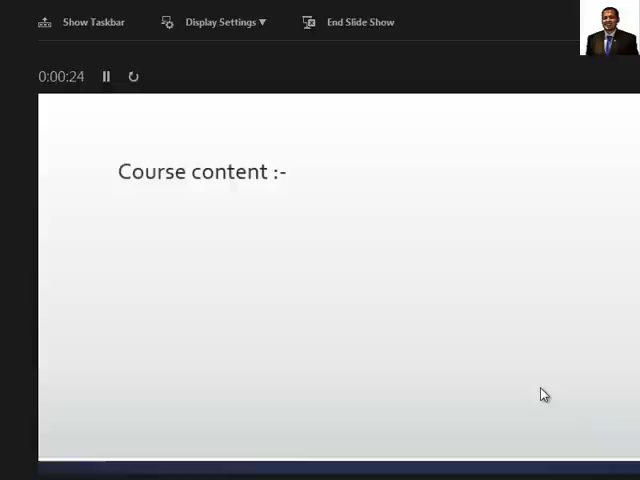 Show Taskbar Display Settings ▼ End Slide Show
0:00:24
Course content :-